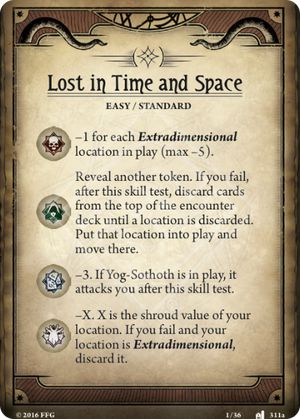 Lost in Time and Space
EASY / STANDARD
–1 for each Extradimensional
location in play (max –5).
Reveal another token. If you fail,
after this skill test, discard cards
from the top of the encounter
deck until a location is discarded.
Put that location into play and
move there.
–3. If Yog-Sothoth is in play, it
attacks you after this skill test.
–X. X is the shroud value of your
location. If you fail and your
location is Extradimensional,
discard it.
© 2016 FFG 1/36 311a